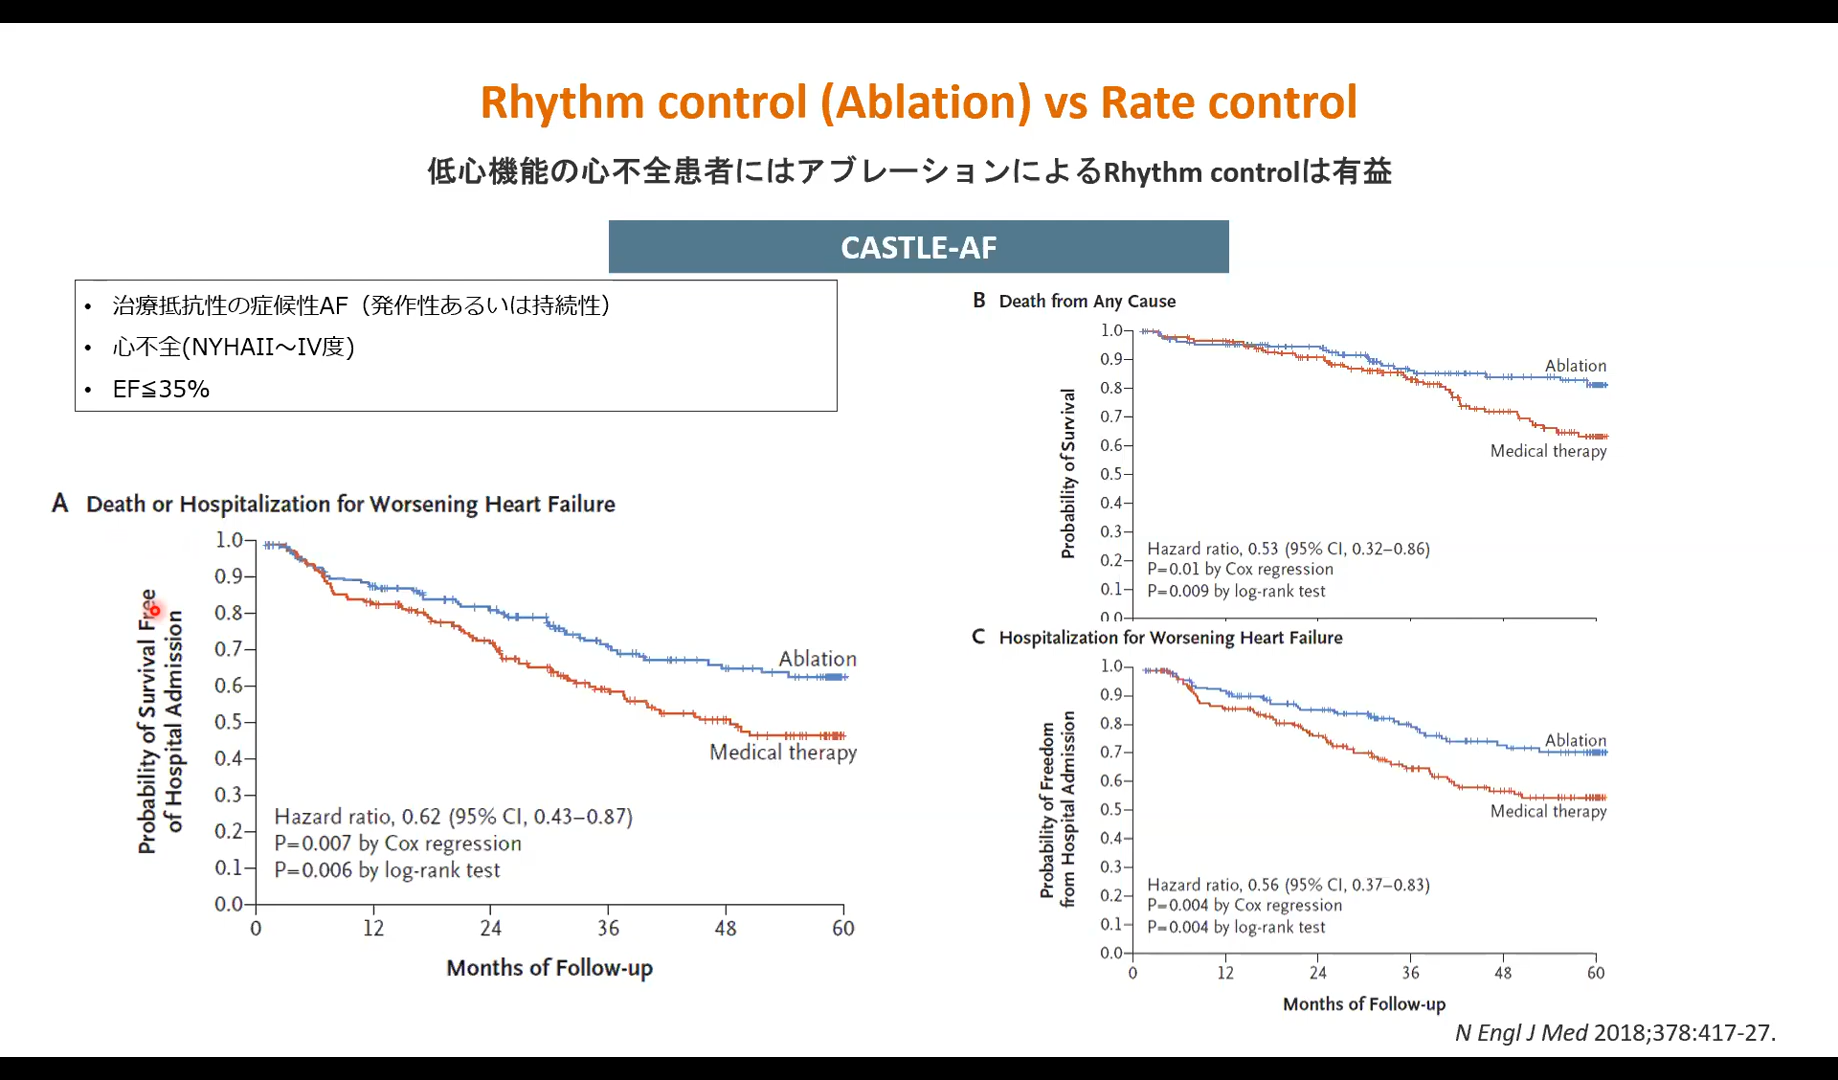 Rhythm control (Ablation) vs Rate control
低心機能の心不全患者にはアブレーションによるRhythm controlは有益
CASTLE-AF
• 治療抵抗性の症候性AF（発作性あるいは持続性）
• 心不全(NYHAII～IV度)
• EF≦35%
A Death or Hospitalization for Worsening Heart Failure
Probability of Survival Free
of Hospital Admission
1.0
0.9
0.8
0.7
0.6
0.5
0.4
0.3
0.2
0.1
0.0
Ablation
Medical therapy
Hazard ratio, 0.62 (95% CI, 0.43–0.87)
P=0.007 by Cox regression
P=0.006 by log-rank test
0 12 24 36 48 60
Months of Follow-up
B Death from Any Cause
Probability of Survival
1.0
0.9
0.8
0.7
0.6
0.5
0.4
0.3
0.2
0.1
0.0
Ablation
Medical therapy
Hazard ratio, 0.53 (95% CI, 0.32–0.86)
P=0.01 by Cox regression
P=0.009 by log-rank test
C Hospitalization for Worsening Heart Failure
Probability of Freedom
from Hospital Admission
1.0
0.9
0.8
0.7
0.6
0.5
0.4
0.3
0.2
0.1
0.0
Ablation
Medical therapy
Hazard ratio, 0.56 (95% CI, 0.37–0.83)
P=0.004 by Cox regression
P=0.004 by log-rank test
0 12 24 36 48 60
Months of Follow-up
N Engl J Med 2018;378:417-27.